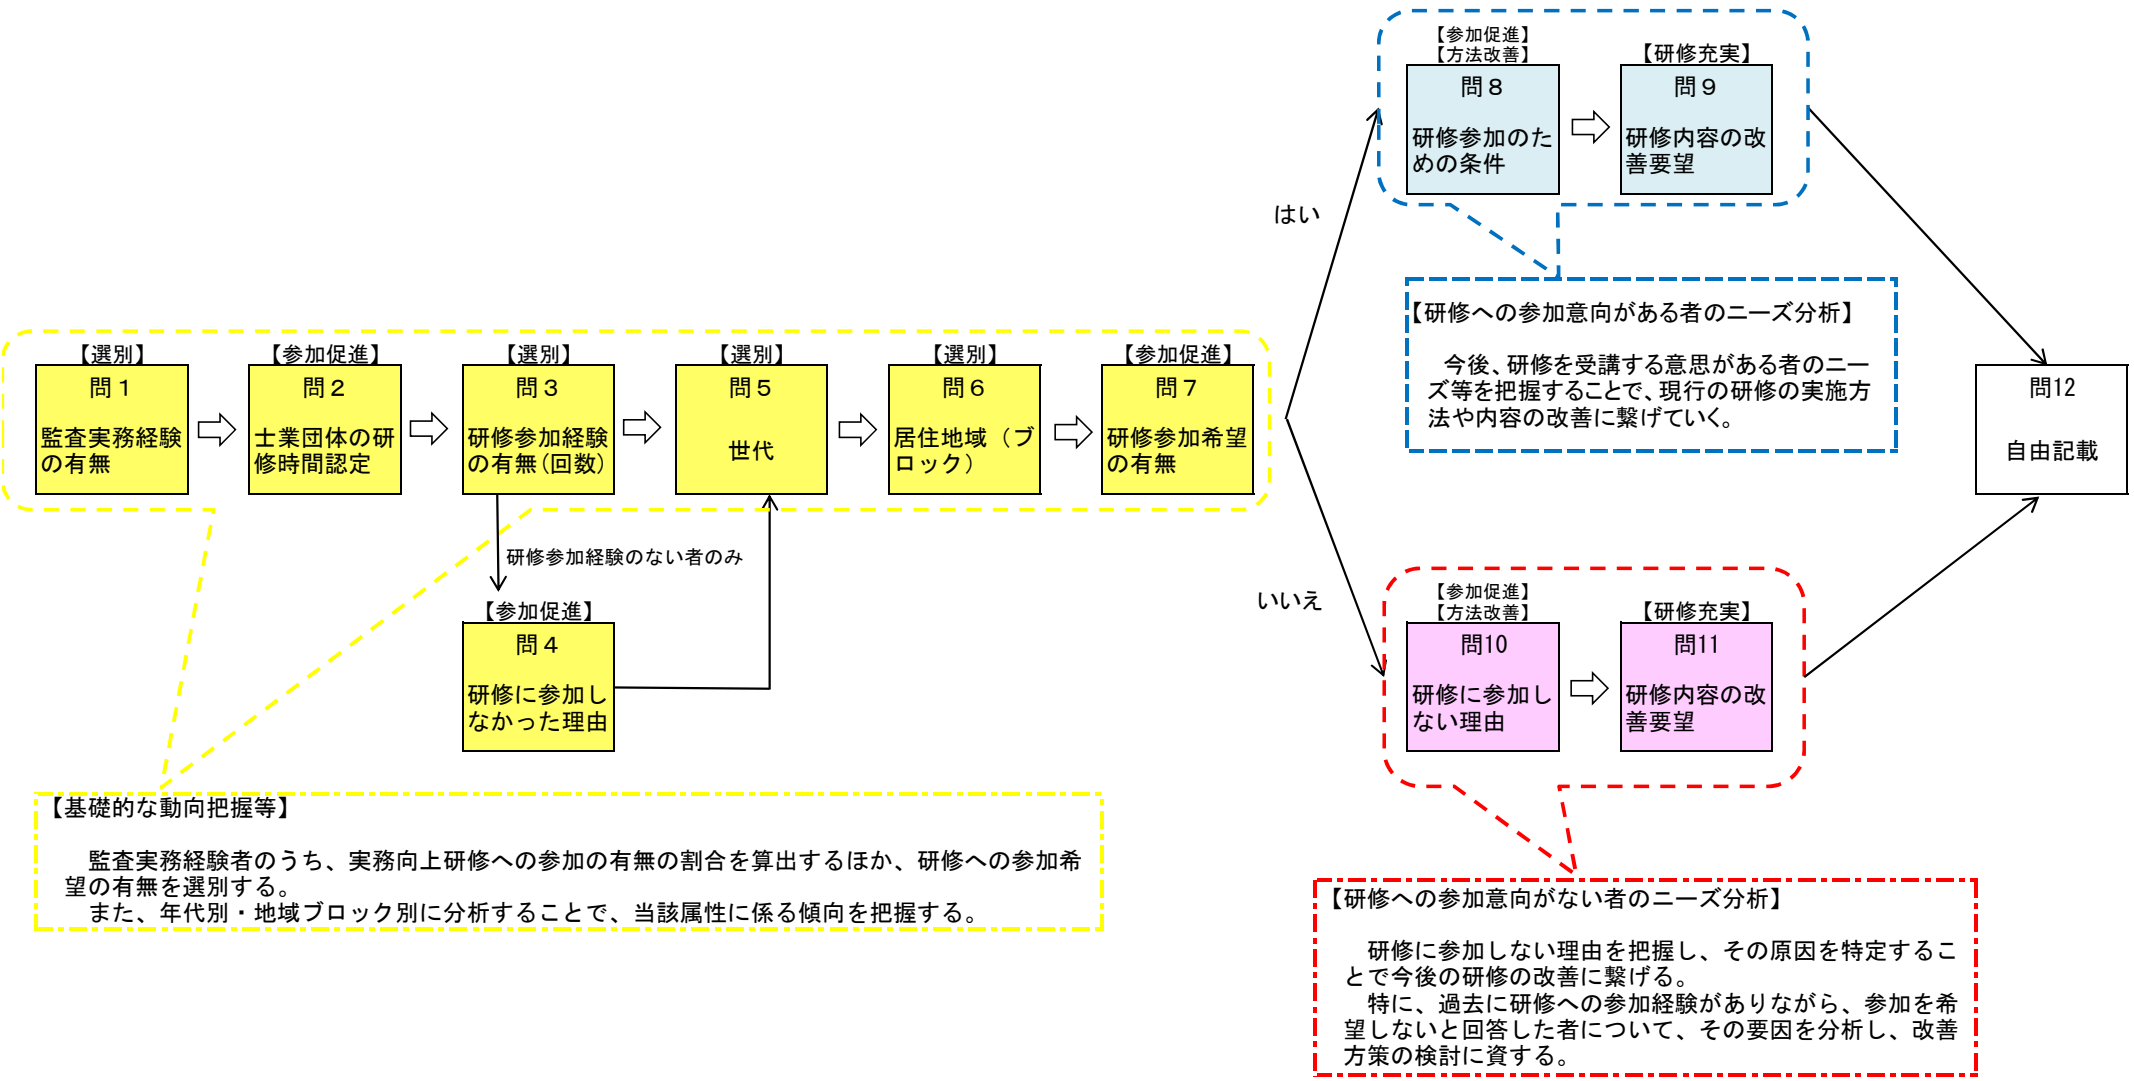 【参加促進】
【方法改善】
問８
研修参加のた
めの条件
【研修充実】
問９
研修内容の改
善要望
はい
【研修への参加意向がある者のニーズ分析】
今後、研修を受講する意思がある者のニー
ズ等を把握することで、現行の研修の実施方
法や内容の改善に繋げていく。
【選別】
問１
監査実務経験
の有無
【参加促進】
問２
士業団体の研
修時間認定
【選別】
問３
研修参加経験
の有無(回数)
【選別】
問５
世代
【選別】
問６
居住地域（ブ
ロック）
【参加促進】
問７
研修参加希望
の有無
問12
自由記載
研修参加経験のない者のみ
【参加促進】
問４
研修に参加し
なかった理由
いいえ
【参加促進】
【方法改善】
問10
研修に参加し
ない理由
【研修充実】
問11
研修内容の改
善要望
【基礎的な動向把握等】
監査実務経験者のうち、実務向上研修への参加の有無の割合を算出するほか、研修への参加希
望の有無を選別する。
また、年代別・地域ブロック別に分析することで、当該属性に係る傾向を把握する。
【研修への参加意向がない者のニーズ分析】
研修に参加しない理由を把握し、その原因を特定するこ
とで今後の研修の改善に繋げる。
特に、過去に研修への参加経験がありながら、参加を希
望しないと回答した者について、その要因を分析し、改善
方策の検討に資する。